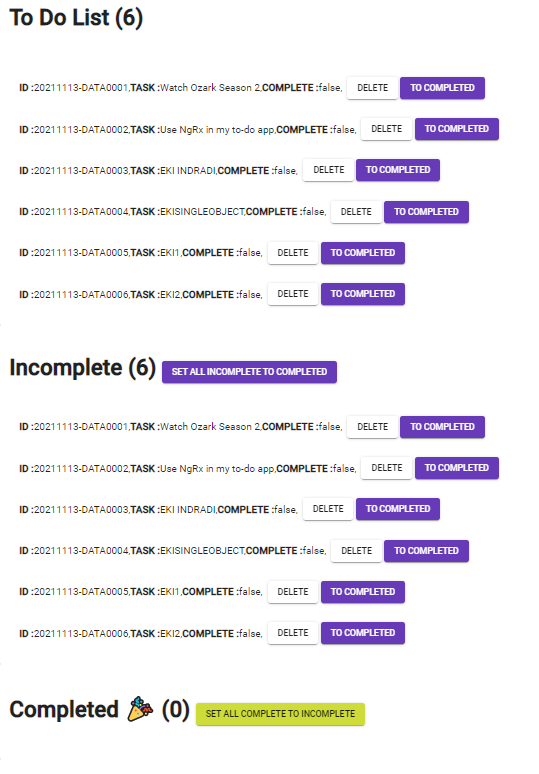 To Do List (6)
ID :20211113-DATA0001,TASK :Watch Ozark Season 2,COMPLETE :false, DELETE TO COMPLETED
ID :20211113-DATA0002,TASK :Use NgRx in my to-do app,COMPLETE :false, DELETE TO COMPLETED
ID :20211113-DATA0003,TASK :EKI INDRADI,COMPLETE :false, DELETE TO COMPLETED
ID :20211113-DATA0004,TASK :EKISINGLEOBJECT,COMPLETE :false, DELETE TO COMPLETED
ID :20211113-DATA0005,TASK :EKI1,COMPLETE :false, DELETE TO COMPLETED
ID :20211113-DATA0006,TASK :EKI2,COMPLETE :false, DELETE TO COMPLETED
Incomplete (6) SET ALL INCOMPLETE TO COMPLETED
ID :20211113-DATA0001,TASK :Watch Ozark Season 2,COMPLETE :false, DELETE TO COMPLETED
ID :20211113-DATA0002,TASK :Use NgRx in my to-do app,COMPLETE :false, DELETE TO COMPLETED
ID :20211113-DATA0003,TASK :EKI INDRADI,COMPLETE :false, DELETE TO COMPLETED
ID :20211113-DATA0004,TASK :EKISINGLEOBJECT,COMPLETE :false, DELETE TO COMPLETED
ID :20211113-DATA0005,TASK :EKI1,COMPLETE :false, DELETE TO COMPLETED
ID :20211113-DATA0006,TASK :EKI2,COMPLETE :false, DELETE TO COMPLETED
Completed 🎉 (0) SET ALL COMPLETE TO INCOMPLETE